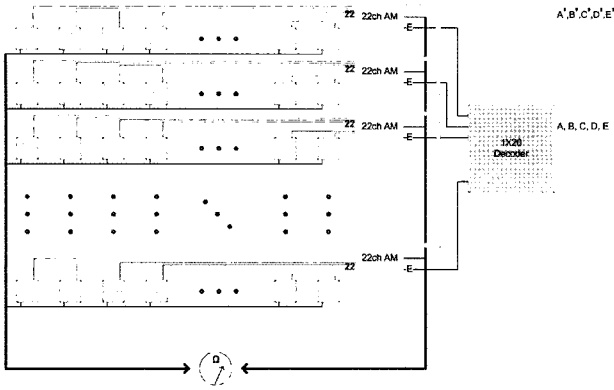 22
22ch AM
E
A',B',C',D',E'
22
22ch AM
E
22
22ch AM
E
A, B, C, D, E
1X20
Decoder
22
22ch AM
E
Ω